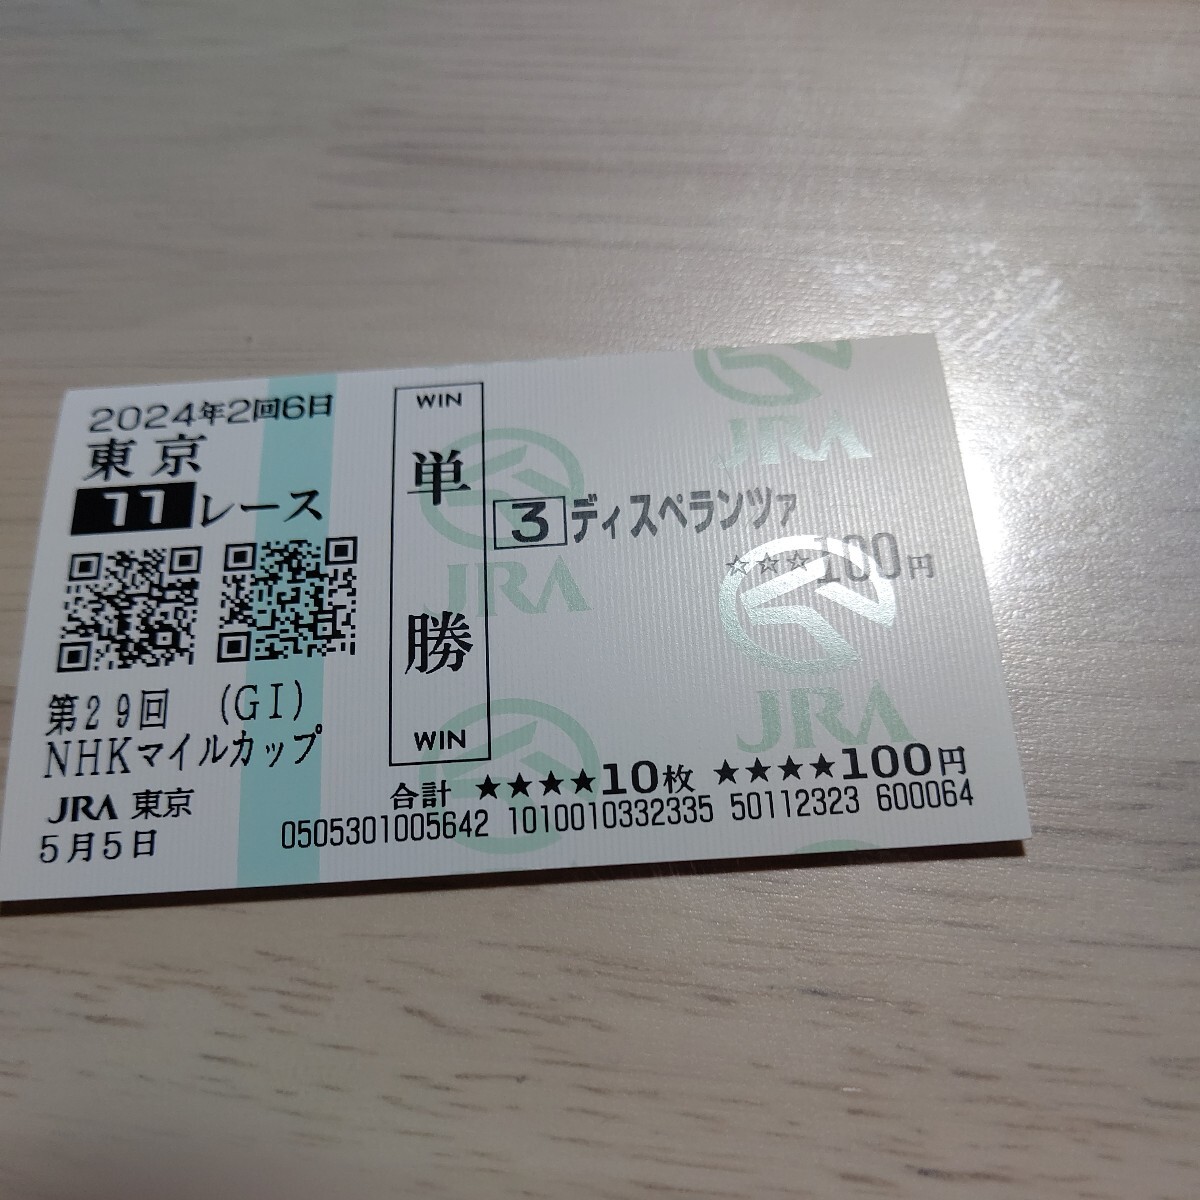 2024年2回6日
東京
11レース
第29回 (GI)
NHKマイルカップ
JRA 東京
5月5日
WIN
単勝
WIN
3 ディスペランツァ
☆☆☆100円
JRA
JRA
JRA
合計 ★★★★10枚 ★★★★100円
0505301005642 1010010332335 50112323 600064